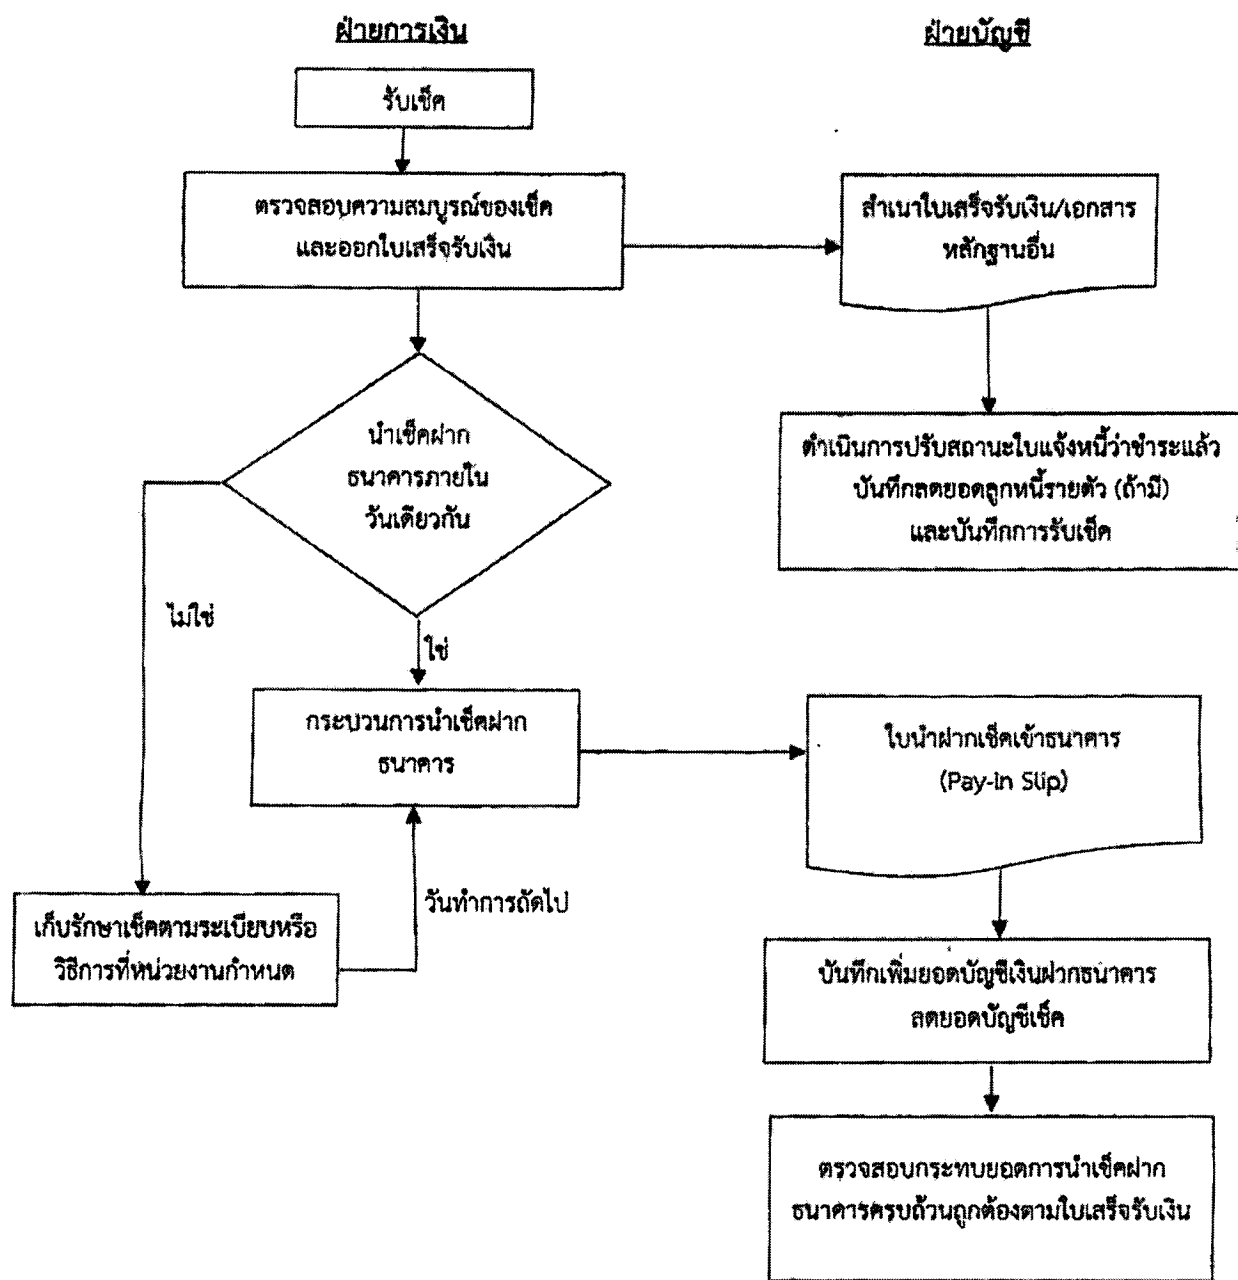 ฝ่ายการเงิน
ฝ่ายบัญชี
รับเช็ค
ตรวจสอบความสมบูรณ์ของเช็ค
และออกใบเสร็จรับเงิน
สำเนาใบเสร็จรับเงิน/เอกสาร
หลักฐานอื่น
นำเช็คฝาก
ธนาคารภายใน
วันเดียวกัน
ดำเนินการปรับสถานะใบแจ้งหนี้ว่าชำระแล้ว
บันทึกลดยอดลูกหนี้รายตัว (ถ้ามี)
และบันทึกการรับเช็ค
ไม่ใช่
ใช่
กระบวนการนำเช็คฝาก
ธนาคาร
ใบนำฝากเช็คเข้าธนาคาร
(Pay-In Slip)
วันทำการถัดไป
เก็บรักษาเช็คตามระเบียบหรือ
วิธีการที่หน่วยงานกำหนด
บันทึกเพิ่มยอดบัญชีเงินฝากธนาคาร
ลดยอดบัญชีเช็ค
ตรวจสอบกระทบยอดการนำเช็คฝาก
ธนาคารครบถ้วนถูกต้องตามใบเสร็จรับเงิน